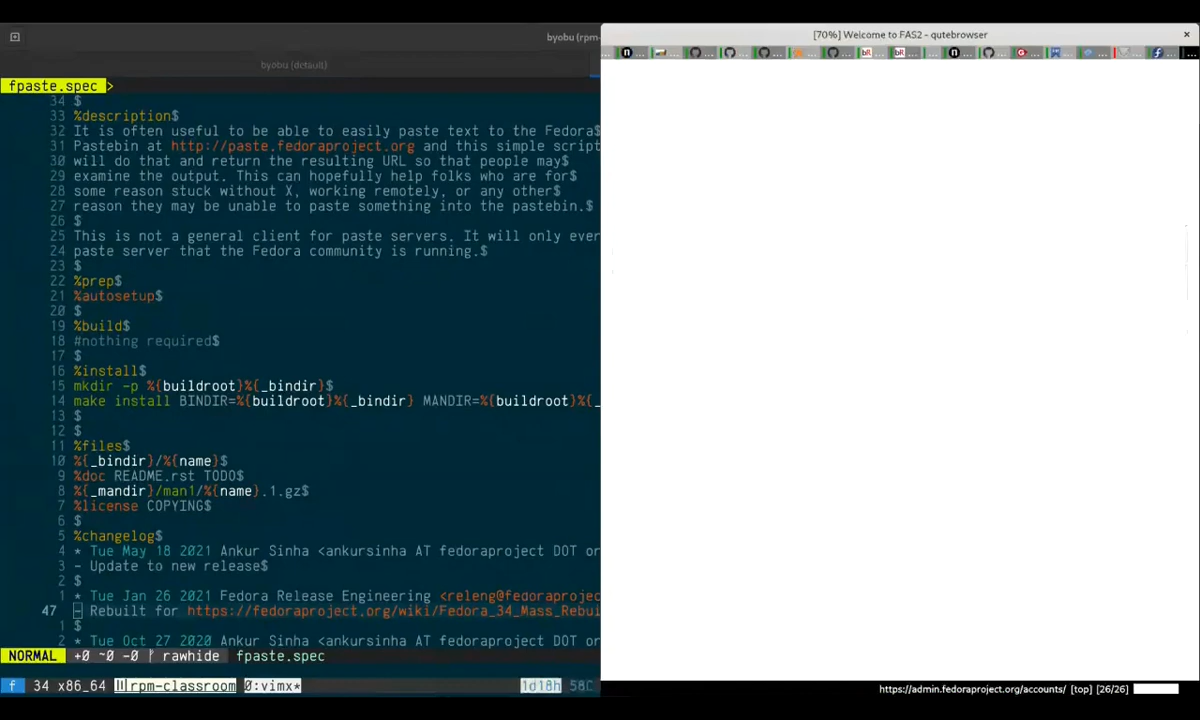 byobu (rpm-
byobu (default)
fpaste.spec >
34 $
33 %description$
32 It is often useful to be able to easily paste text to the Fedora$
31 Pastebin at http://paste.fedoraproject.org and this simple script
30 will do that and return the resulting URL so that people may$
29 examine the output. This can hopefully help folks who are for$
28 some reason stuck without X, working remotely, or any other$
27 reason they may be unable to paste something into the pastebin.$
26 $
25 This is not a general client for paste servers. It will only ever
24 paste server that the Fedora community is running.$
23 $
22 %prep$
21 %autosetup$
20 $
19 %build$
18 #nothing required$
17 $
16 %install$
15 mkdir -p %{buildroot}%{_bindir}$
14 make install BINDIR=%{buildroot}%{_bindir} MANDIR=%{buildroot}%{_
13 $
12 $
11 %files$
10 %{_bindir}/%{name}$
9 %doc README.rst TODO$
8 %{_mandir}/man1/%{name}.1.gz$
7 %license COPYING$
6 $
5 %changelog$
4 * Tue May 18 2021 Ankur Sinha <ankursinha AT fedoraproject DOT or
3 - Update to new release$
2 $
1 * Tue Jan 26 2021 Fedora Release Engineering <releng@fedoraprojec
47 - Rebuilt for https://fedoraproject.org/wiki/Fedora_34_Mass_Rebui
1 $
2 * Tue Oct 27 2020 Ankur Sinha <ankursinha AT fedoraproject DOT or
NORMAL +0 ~0 -0 rawhide fpaste.spec
f 34 x86_64 rpm-classroom 0:vimx* 1d18h 58C
[70%] Welcome to FAS2 - qutebrowser
https://admin.fedoraproject.org/accounts/ [top] [26/26]